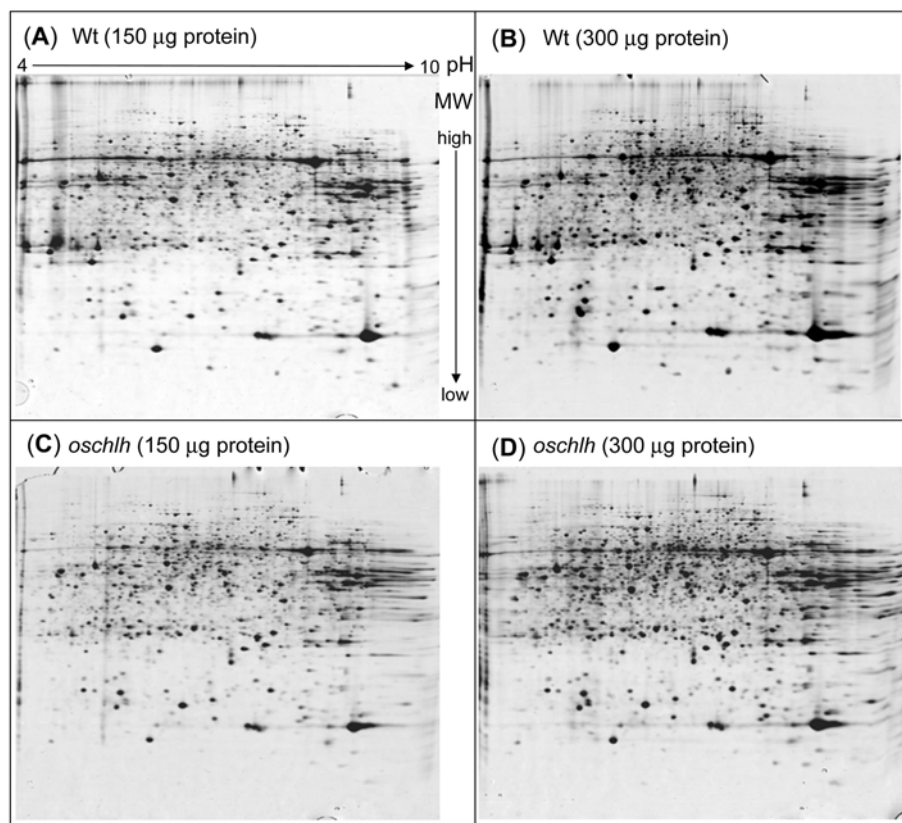 (A) Wt (150 μg protein)
4 10 pH
MW
high
low
(B) Wt (300 μg protein)
(C) oschlh (150 μg protein)
(D) oschlh (300 μg protein)